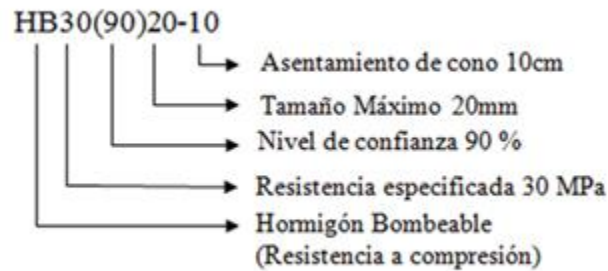 HB30(90)20-10
Asentamiento de cono 10cm
Tamaño Máximo 20mm
Nivel de confianza 90 %
Resistencia especificada 30 MPa
Hormigón Bombeable
(Resistencia a compresión)